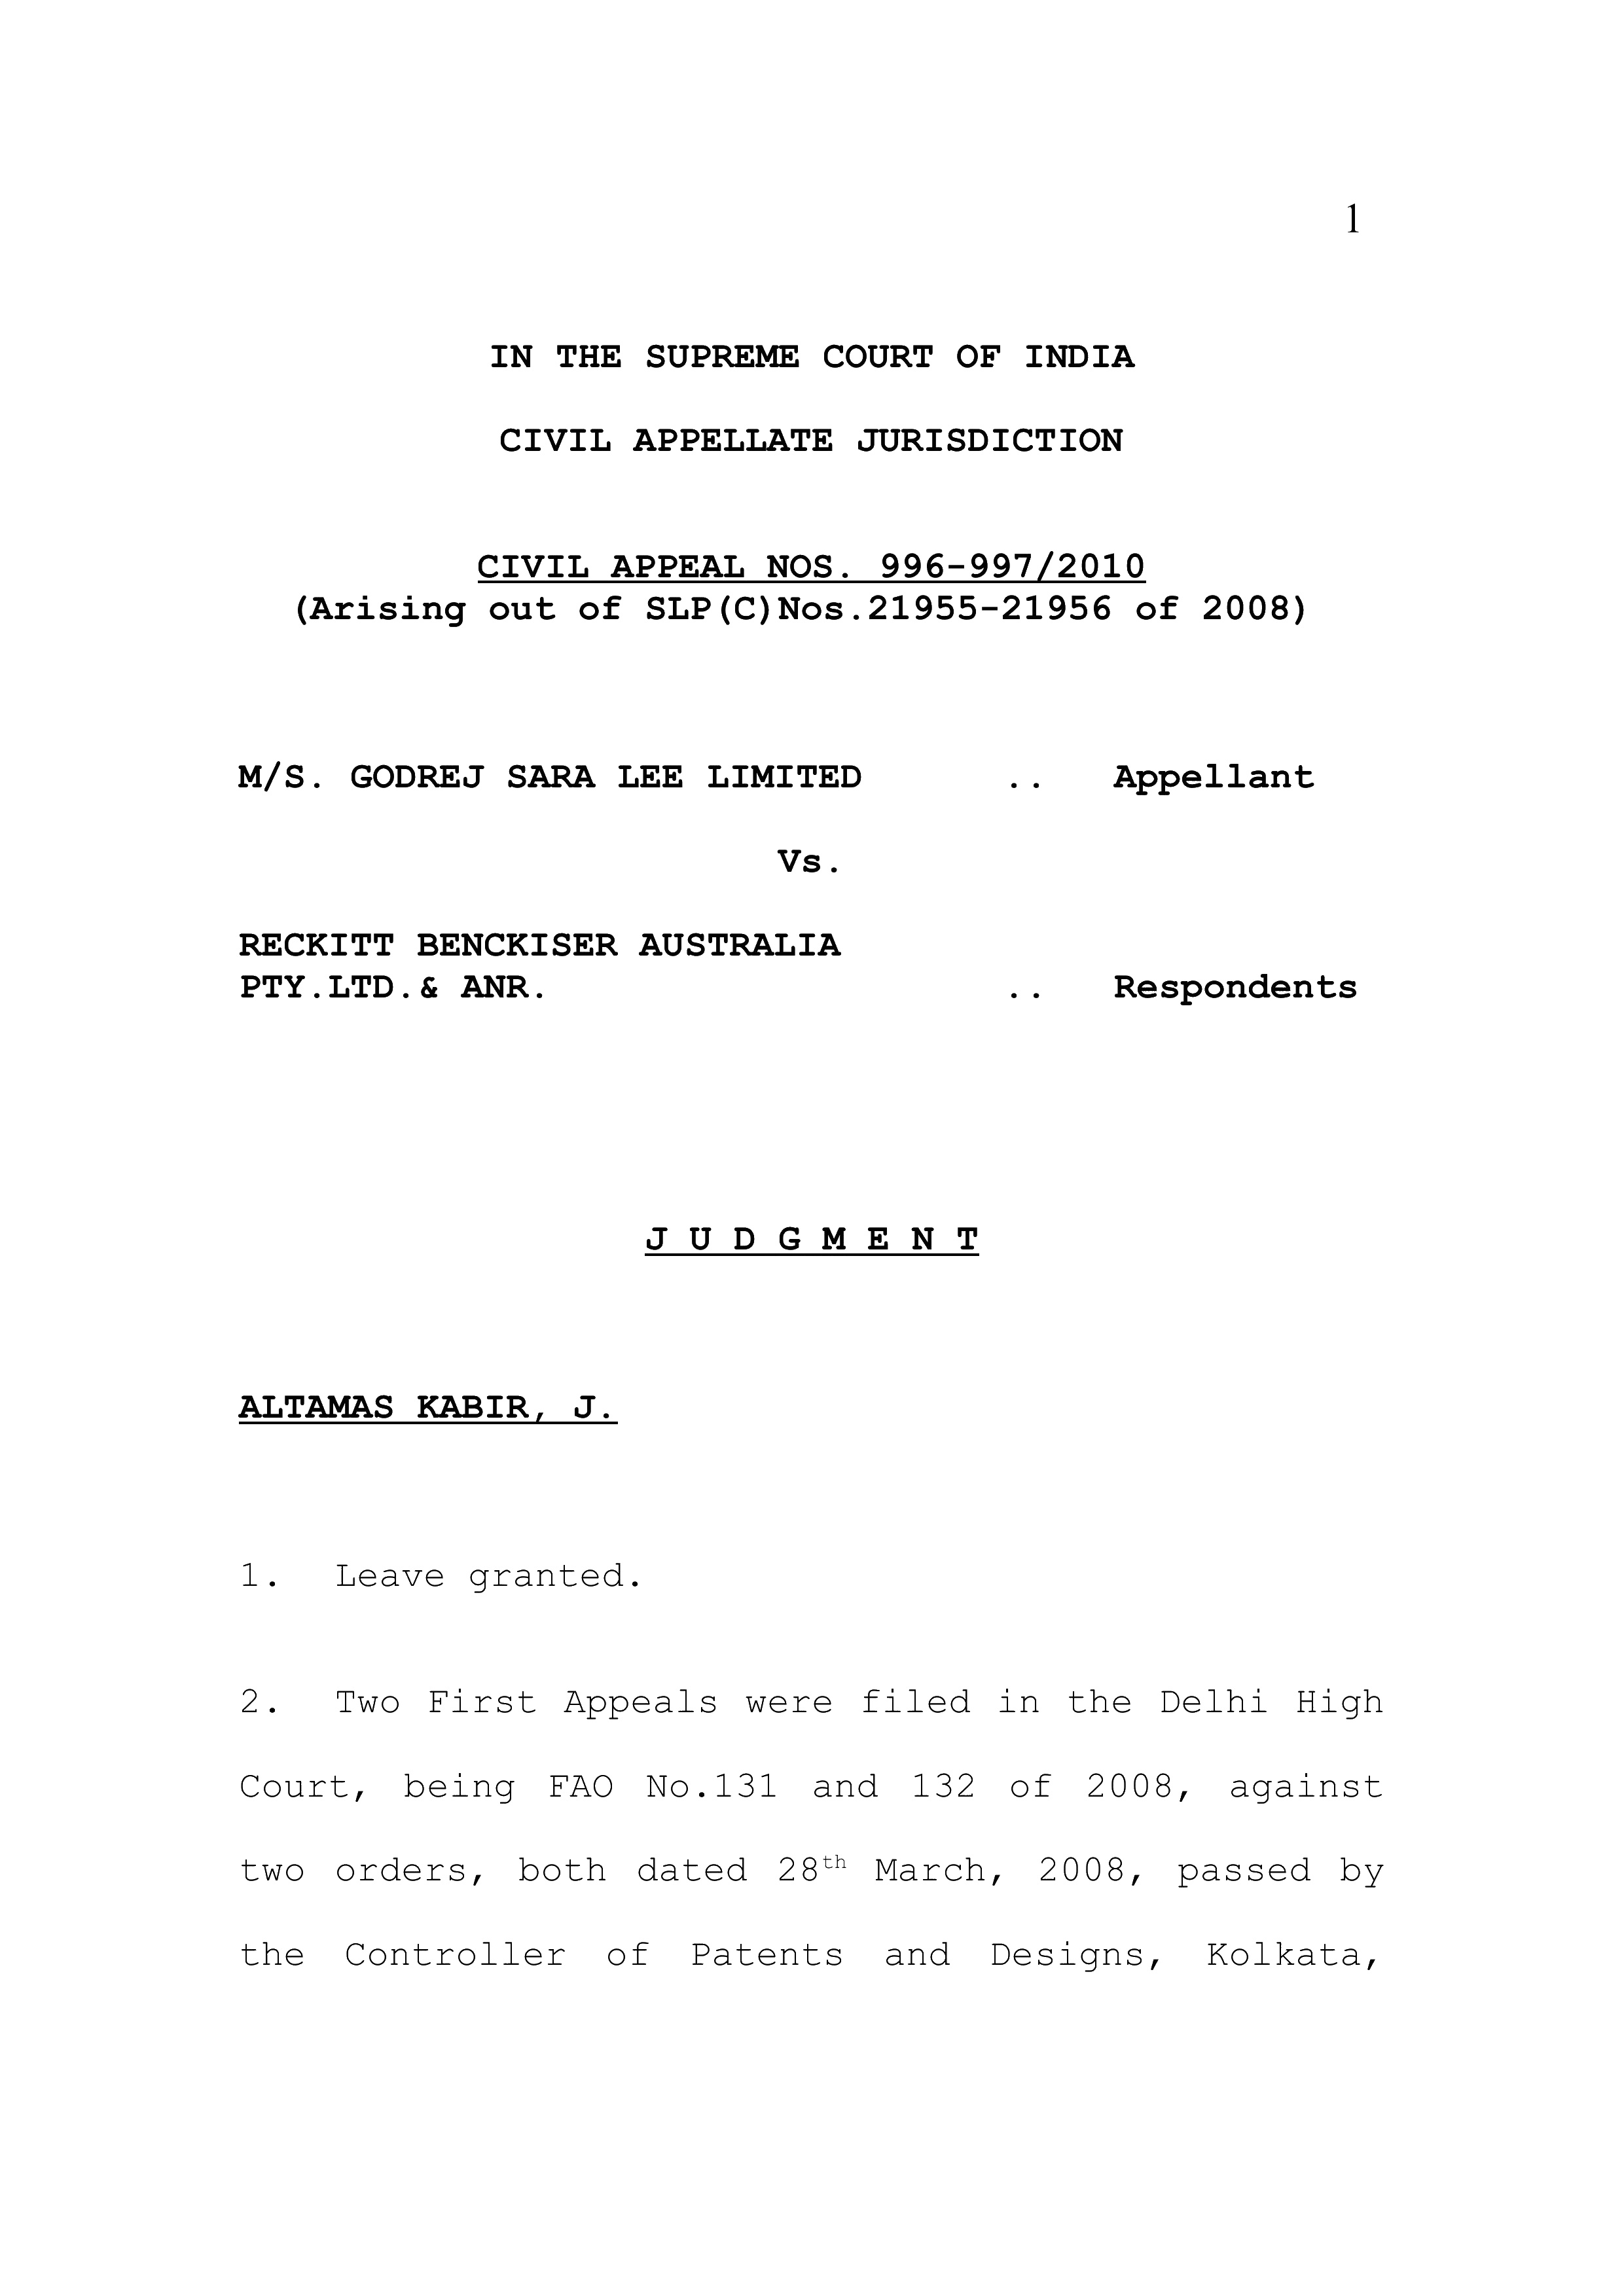 1
IN THE SUPREME COURT OF INDIA
CIVIL APPELLATE JURISDICTION
CIVIL APPEAL NOS. 996-997/2010
(Arising out of SLP(C)Nos.21955-21956 of 2008)
M/S. GODREJ SARA LEE LIMITED .. Appellant
Vs.
RECKITT BENCKISER AUSTRALIA
PTY.LTD.& ANR. .. Respondents
J U D G M E N T
ALTAMAS KABIR, J.
1. Leave granted.
2. Two First Appeals were filed in the Delhi High
Court, being FAO No.131 and 132 of 2008, against
two orders, both dated 28th March, 2008, passed by
the Controller of Patents and Designs, Kolkata,